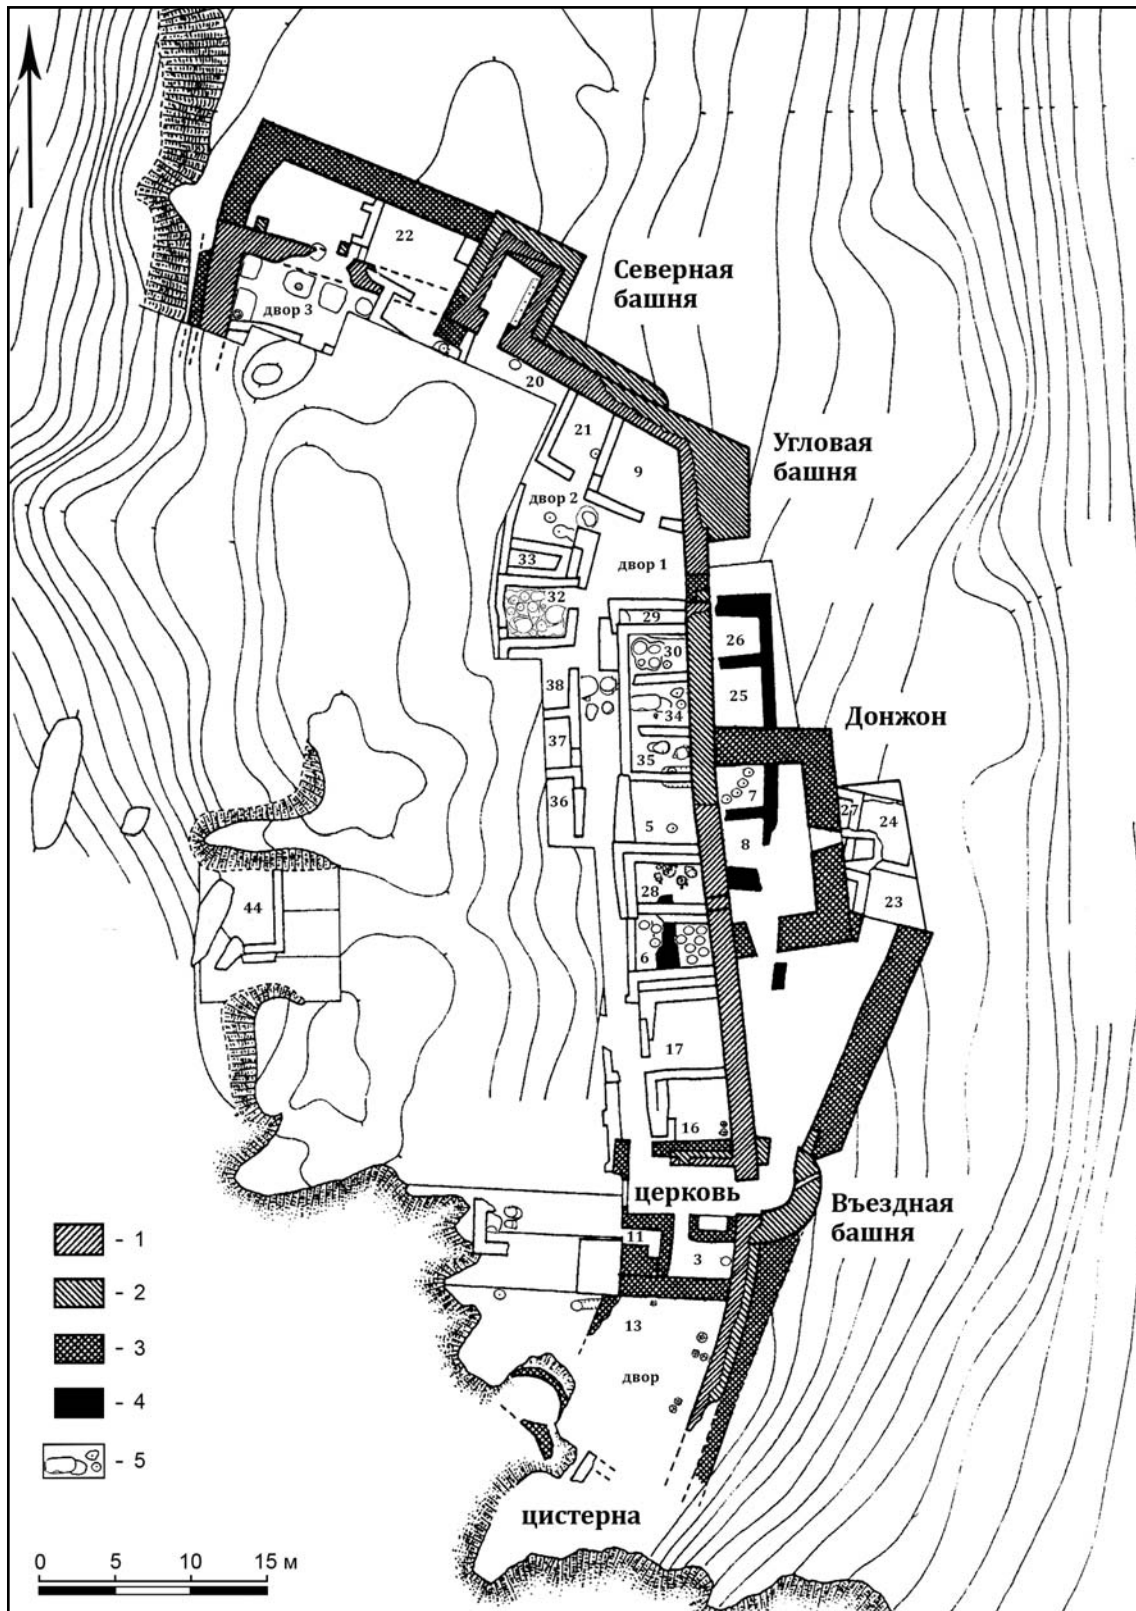 22
Северная
башня
двор 3
20
21
9
Угловая
башня
двор 2
33
двор 1
32
29
26
30
25
38
34
Донжон
37
35
7
27
24
36
5
8
28
44
23
6
17
16
церковь
Въездная
башня
11
3
13
двор
цистерна
- 1
- 2
- 3
- 4
- 5
0 5 10 15 м